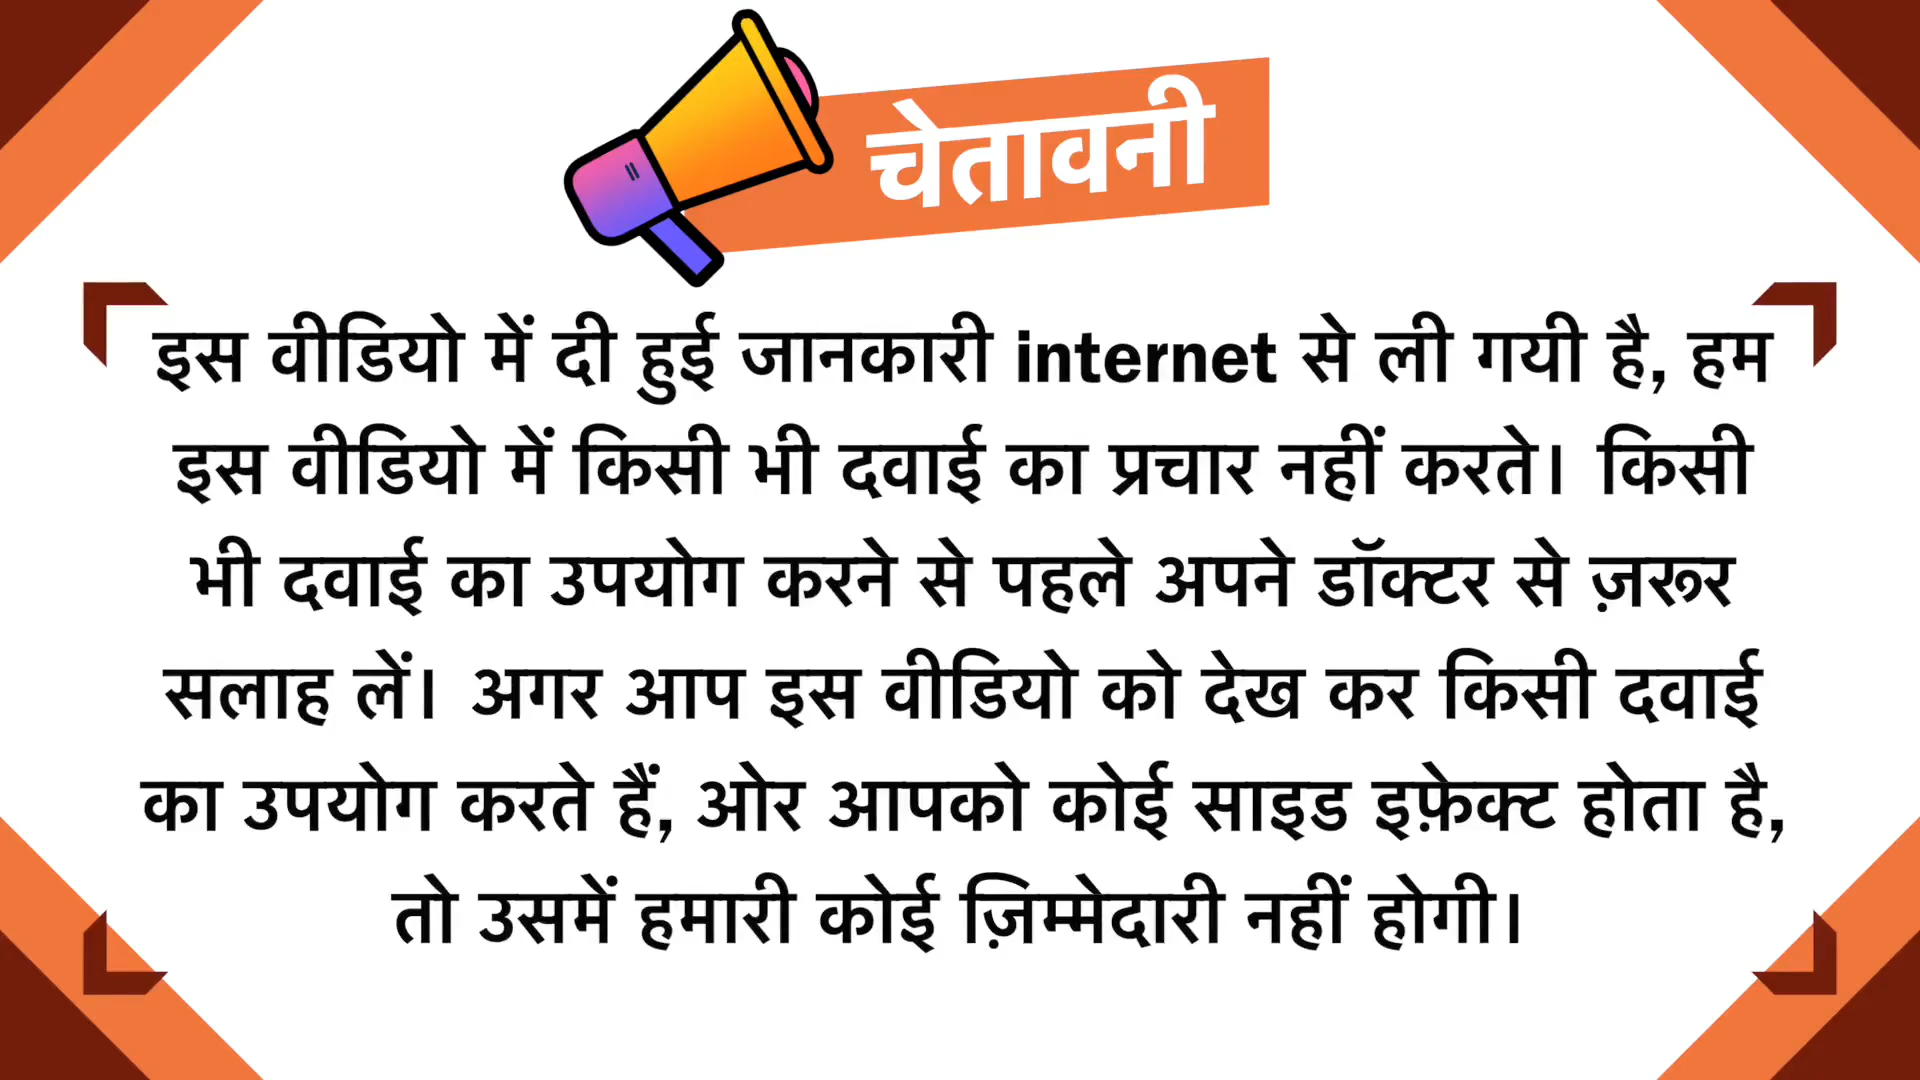 चेतावनी
इस वीडियो में दी हुई जानकारी internet से ली गयी है, हम
इस वीडियो में किसी भी दवाई का प्रचार नहीं करते। किसी
भी दवाई का उपयोग करने से पहले अपने डॉक्टर से ज़रूर
सलाह लें। अगर आप इस वीडियो को देख कर किसी दवाई
का उपयोग करते हैं, ओर आपको कोई साइड इफ़ेक्ट होता है,
तो उसमें हमारी कोई ज़िम्मेदारी नहीं होगी।